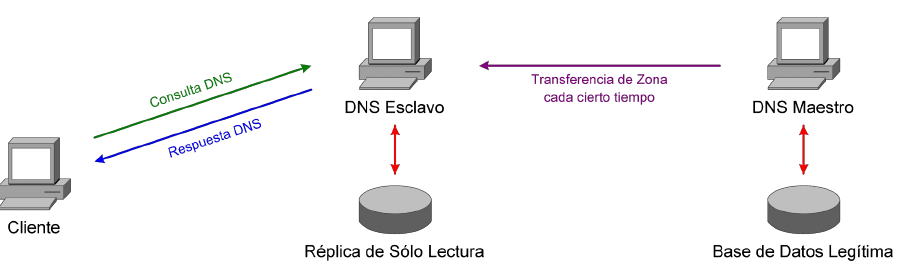 Consulta DNS
Respuesta DNS
Transferencia de Zona
cada cierto tiempo
DNS Esclavo
DNS Maestro
Cliente
Réplica de Sólo Lectura
Base de Datos Legítima